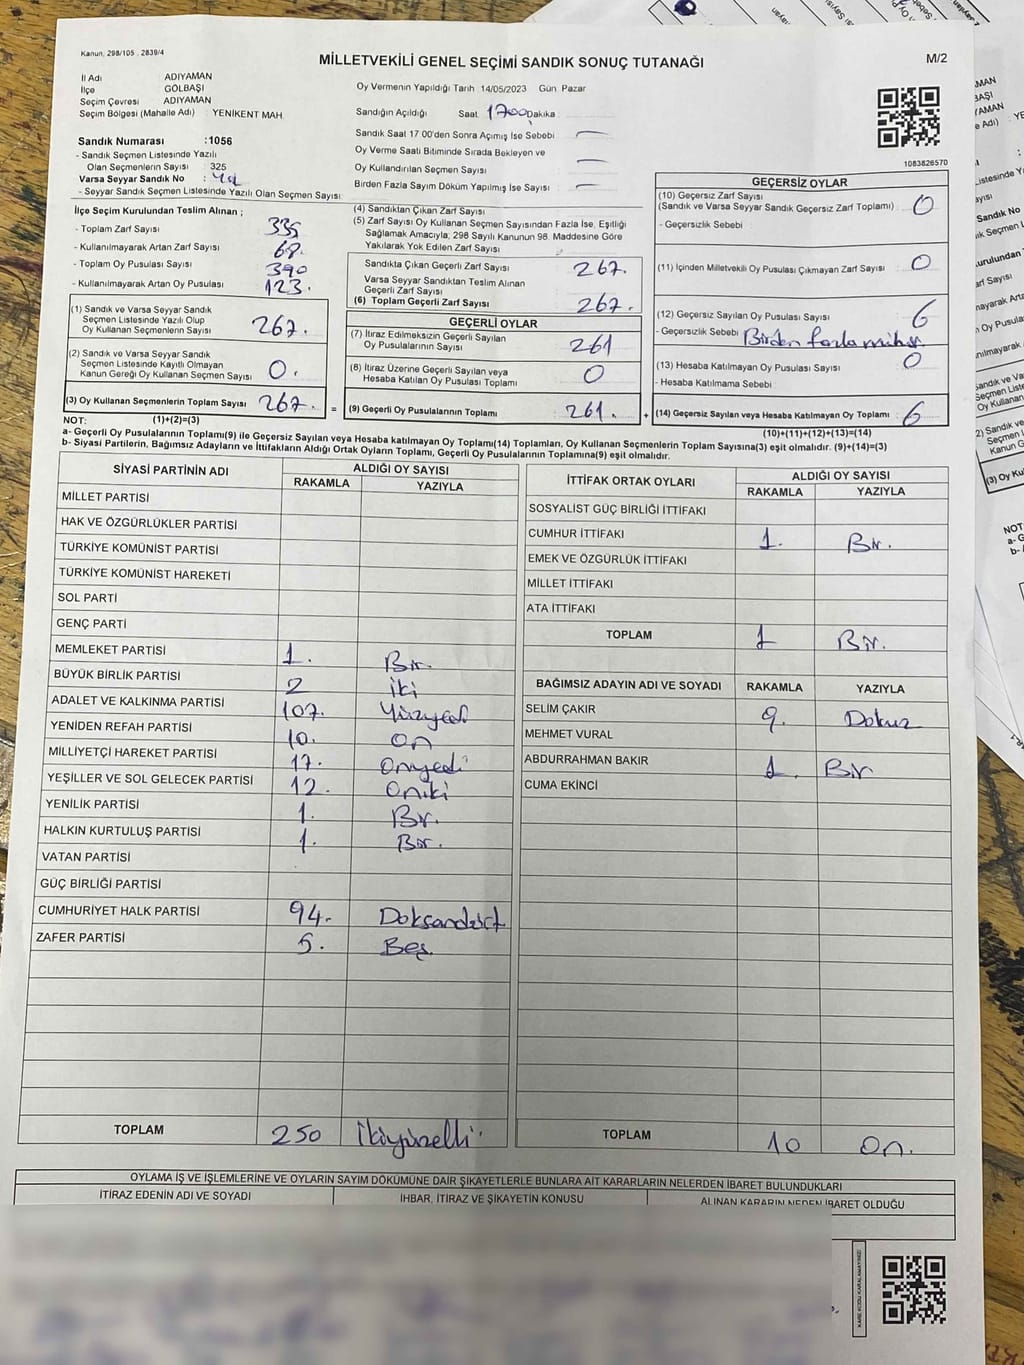 Kanun, 298/105 . 2839/4
MİLLETVEKİLİ GENEL SEÇİMİ SANDIK SONUÇ TUTANAĞI
M/2
İl Adı ADIYAMAN
İlçe GÖLBAŞI
Seçim Çevresi ADIYAMAN
Seçim Bölgesi (Mahalle Adı) YENİKENT MAH.
Oy Vermenin Yapıldığı Tarih 14/05/2023 Gün Pazar
Sandığın Açıldığı Saat 1700 Dakika
Sandık Saat 17 00'den Sonra Açımış İse Sebebi
Oy Verme Saati Bitiminde Sırada Bekleyen ve
Oy Kullandırılan Seçmen Sayısı
Birden Fazla Sayım Döküm Yapılmış İse Sayısı
Sandık Numarası :1056
- Sandık Seçmen Listesinde Yazılı
Olan Seçmenlerin Sayısı : 325
Varsa Seyyar Sandık No :
- Seyyar Sandık Seçmen Listesinde Yazılı Olan Seçmen Sayısı:
1083826570
İlçe Seçim Kurulundan Teslim Alınan ;
- Toplam Zarf Sayısı 335
- Kullanılmayarak Artan Zarf Sayısı 68.
- Toplam Oy Pusulası Sayısı 390
- Kullanılmayarak Artan Oy Pusulası 123.
(4) Sandıktan Çıkan Zarf Sayısı
(5) Zarf Sayısı Oy Kullanan Seçmen Sayısından Fazla İse, Eşitliği
Sağlamak Amacıyla, 298 Sayılı Kanunun 98. Maddesine Göre
Yakılarak Yok Edilen Zarf Sayısı
Sandıkta Çıkan Geçerli Zarf Sayısı 267.
Varsa Seyyar Sandıktan Teslim Alınan
Geçerli Zarf Sayısı
(6) Toplam Geçerli Zarf Sayısı 267.
GEÇERSİZ OYLAR
(10) Geçersiz Zarf Sayısı
(Sandık ve Varsa Seyyar Sandık Geçersiz Zarf Toplamı) : 0
- Geçersizlik Sebebi :
(11) İçinden Milletvekili Oy Pusulası Çıkmayan Zarf Sayısı : 0
(12) Geçersiz Sayılan Oy Pusulası Sayısı : 6
- Geçersizlik Sebebi : Birden fazla mühür
(13) Hesaba Katılmayan Oy Pusulası Sayısı : 0
- Hesaba Katılmama Sebebi :
(14) Geçersiz Sayılan veya Hesaba Katılmayan Oy Toplamı : 6
(10)+(11)+(12)+(13)=(14)
(1) Sandık ve Varsa Seyyar Sandık
Seçmen Listesinde Yazılı Olup
Oy Kullanan Seçmenlerin Sayısı 267.
(2) Sandık ve Varsa Seyyar Sandık
Seçmen Listesinde Kayıtlı Olmayan
Kanun Gereği Oy Kullanan Seçmen Sayısı 0.
(3) Oy Kullanan Seçmenlerin Toplam Sayısı 267. =
GEÇERLİ OYLAR
(7) İtiraz Edilmeksizin Geçerli Sayılan
Oy Pusulalarının Sayısı 261
(8) İtiraz Üzerine Geçerli Sayılan veya
Hesaba Katılan Oy Pusulası Toplamı 0
(9) Geçerli Oy Pusulalarının Toplamı 261. +
NOT: (1)+(2)=(3)
a- Geçerli Oy Pusulalarının Toplamı(9) ile Geçersiz Sayılan veya Hesaba katılmayan Oy Toplamı(14) Toplamları, Oy Kullanan Seçmenlerin Toplam Sayısına(3) eşit olmalıdır. (9)+(14)=(3)
b- Siyasi Partilerin, Bağımsız Adayların ve İttifakların Aldığı Ortak Oyların Toplamı, Geçerli Oy Pusulalarının Toplamına(9) eşit olmalıdır.
SİYASİ PARTİNİN ADI ALDIĞI OY SAYISI
RAKAMLA YAZIYLA
MİLLET PARTİSİ
HAK VE ÖZGÜRLÜKLER PARTİSİ
TÜRKİYE KOMÜNİST PARTİSİ
TÜRKİYE KOMÜNİST HAREKETİ
SOL PARTİ
GENÇ PARTİ
MEMLEKET PARTİSİ 1. Bir.
BÜYÜK BİRLİK PARTİSİ 2 iki
ADALET VE KALKINMA PARTİSİ 107. Yüzyedi
YENİDEN REFAH PARTİSİ 10. On
MİLLİYETÇİ HAREKET PARTİSİ 17. Onyedi
YEŞİLLER VE SOL GELECEK PARTİSİ 12. Oniki
YENİLİK PARTİSİ 1. Bir.
HALKIN KURTULUŞ PARTİSİ 1. Bir.
VATAN PARTİSİ
GÜÇ BİRLİĞİ PARTİSİ
CUMHURİYET HALK PARTİSİ 94. Doksandört
ZAFER PARTİSİ 5. Beş.
TOPLAM 250 İkiyüzelli
İTTİFAK ORTAK OYLARI ALDIĞI OY SAYISI
RAKAMLA YAZIYLA
SOSYALİST GÜÇ BİRLİĞİ İTTİFAKI
CUMHUR İTTİFAKI 1. Bir.
EMEK VE ÖZGÜRLÜK İTTİFAKI
MİLLET İTTİFAKI
ATA İTTİFAKI
TOPLAM 1 Bir.
BAĞIMSIZ ADAYIN ADI VE SOYADI RAKAMLA YAZIYLA
SELİM ÇAKIR 9. Dokuz
MEHMET VURAL
ABDURRAHMAN BAKIR 1. Bir
CUMA EKİNCİ
TOPLAM 10 On.
OYLAMA İŞ VE İŞLEMLERİNE VE OYLARIN SAYIM DÖKÜMÜNE DAİR ŞİKAYETLERLE BUNLARA AİT KARARLARIN NELERDEN İBARET BULUNDUKLARI
İTİRAZ EDENİN ADI VE SOYADI İHBAR, İTİRAZ VE ŞİKAYETİN KONUSU ALINAN KARARIN NEDEN İBARET OLDUĞU
KARE KODU KARALAMAYINIZ!